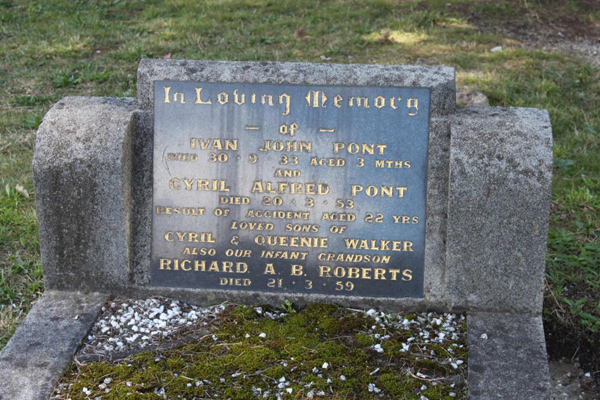 In Loving Memory
– of –
IVAN JOHN PONT
DIED 30·9·33 AGED 3 MTHS
AND
CYRIL ALFRED PONT
DIED 20·3·53
RESULT OF ACCIDENT AGED 22 YRS
LOVED SONS OF
CYRIL & QUEENIE WALKER
ALSO OUR INFANT GRANDSON
RICHARD A. B. ROBERTS
DIED 21·3·59